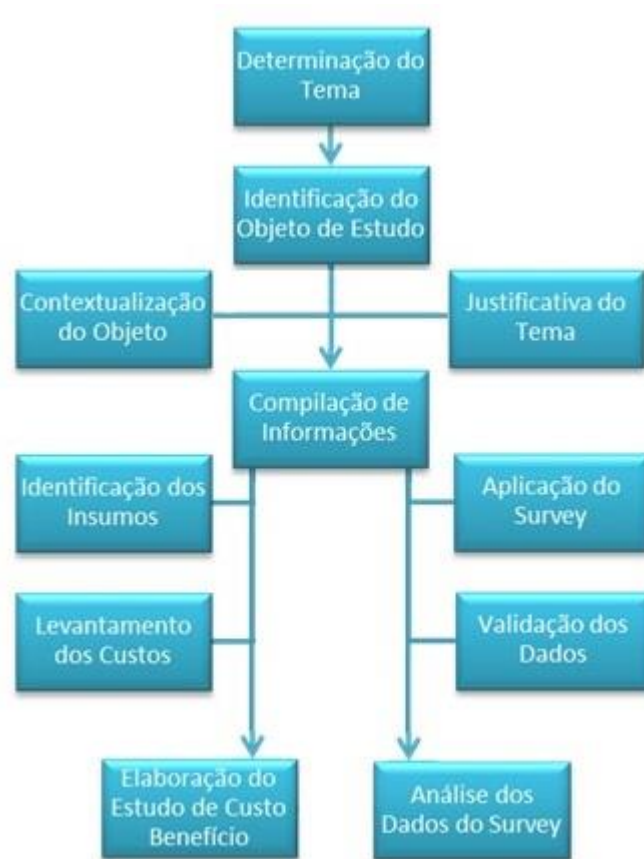 Determinação do
Tema
Identificação do
Objeto de Estudo
Contextualização
do Objeto
Justificativa do
Tema
Compilação de
Informações
Identificação dos
Insumos
Aplicação do
Survey
Levantamento
dos Custos
Validação dos
Dados
Elaboração do
Estudo de Custo
Benefício
Análise dos
Dados do Survey